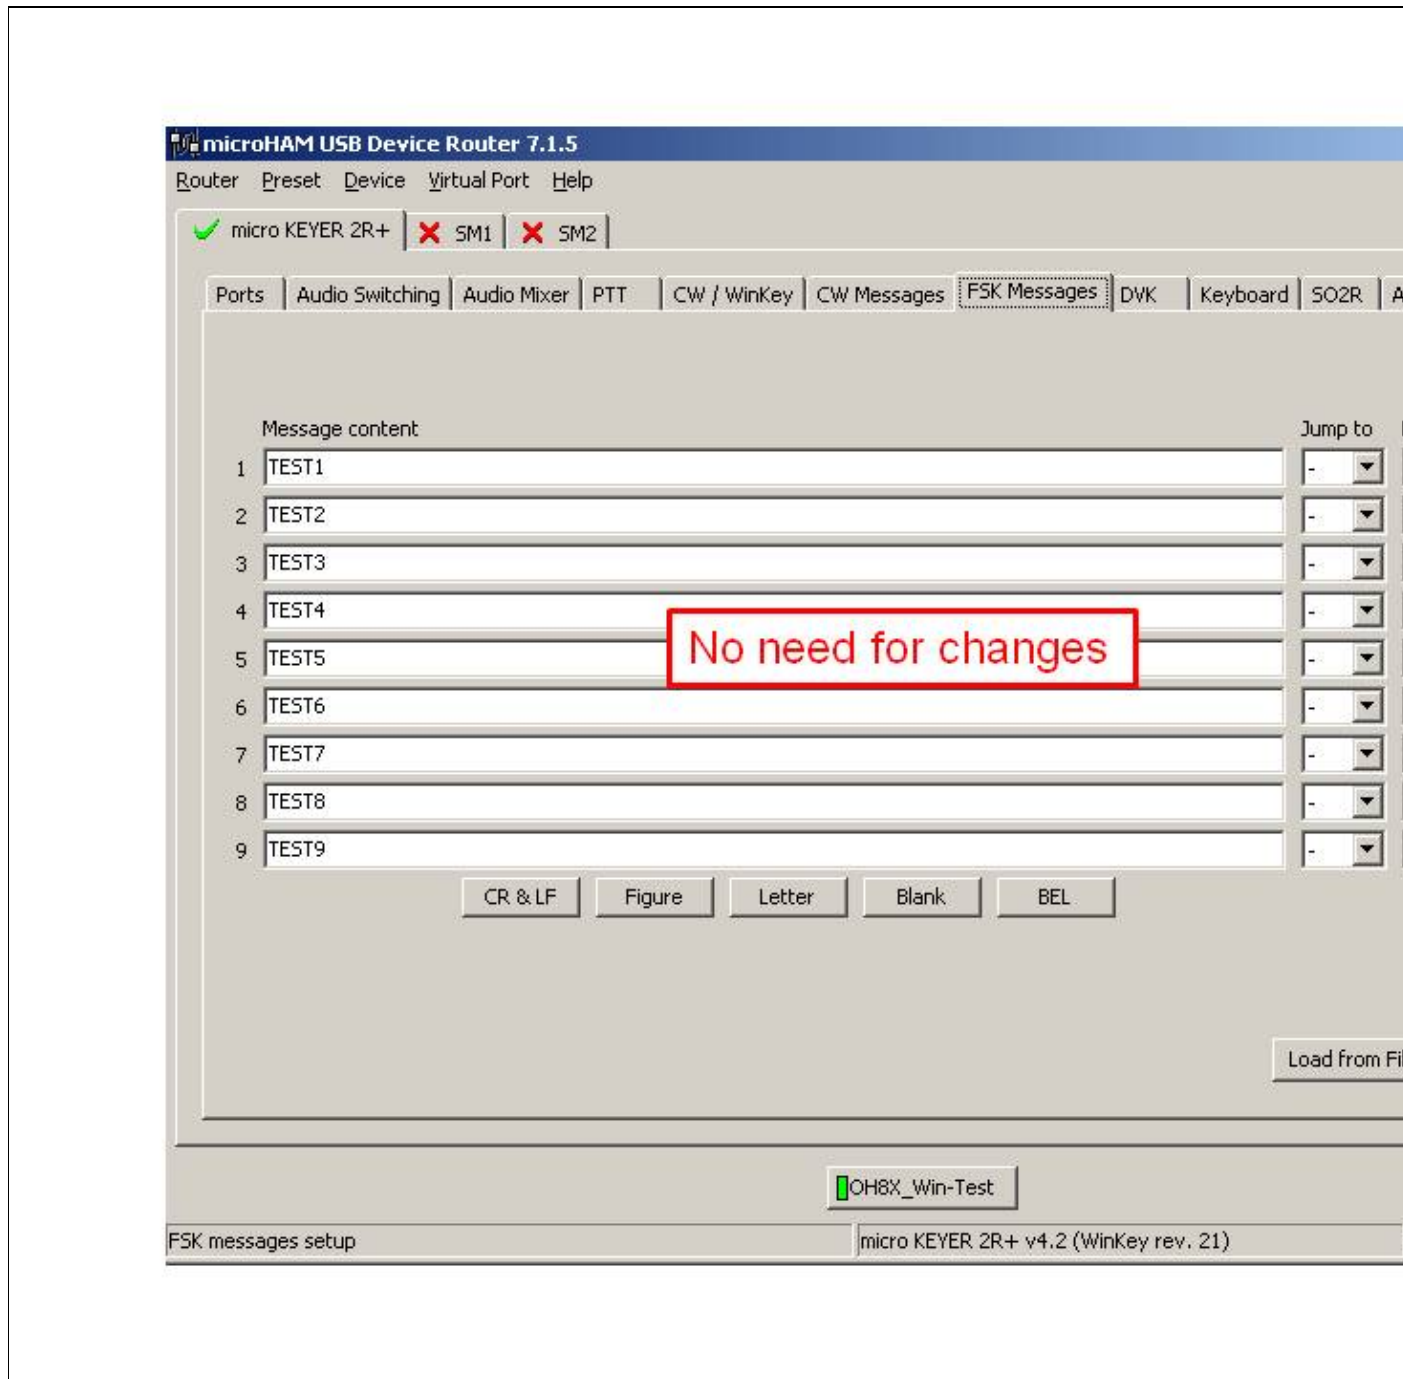 microHAM USB Device Router 7.1.5
Router Preset Device Virtual Port Help
micro KEYER 2R+ SM1 SM2
Ports Audio Switching Audio Mixer PTT CW / WinKey CW Messages FSK Messages DVK Keyboard SO2R A
Message content Jump to
1 TEST1 -
2 TEST2 -
3 TEST3 -
4 TEST4 -
No need for changes
5 TEST5 -
6 TEST6 -
7 TEST7 -
8 TEST8 -
9 TEST9 -
CR & LF Figure Letter Blank BEL
Load from Fi
OH8X_Win-Test
FSK messages setup micro KEYER 2R+ v4.2 (WinKey rev. 21)